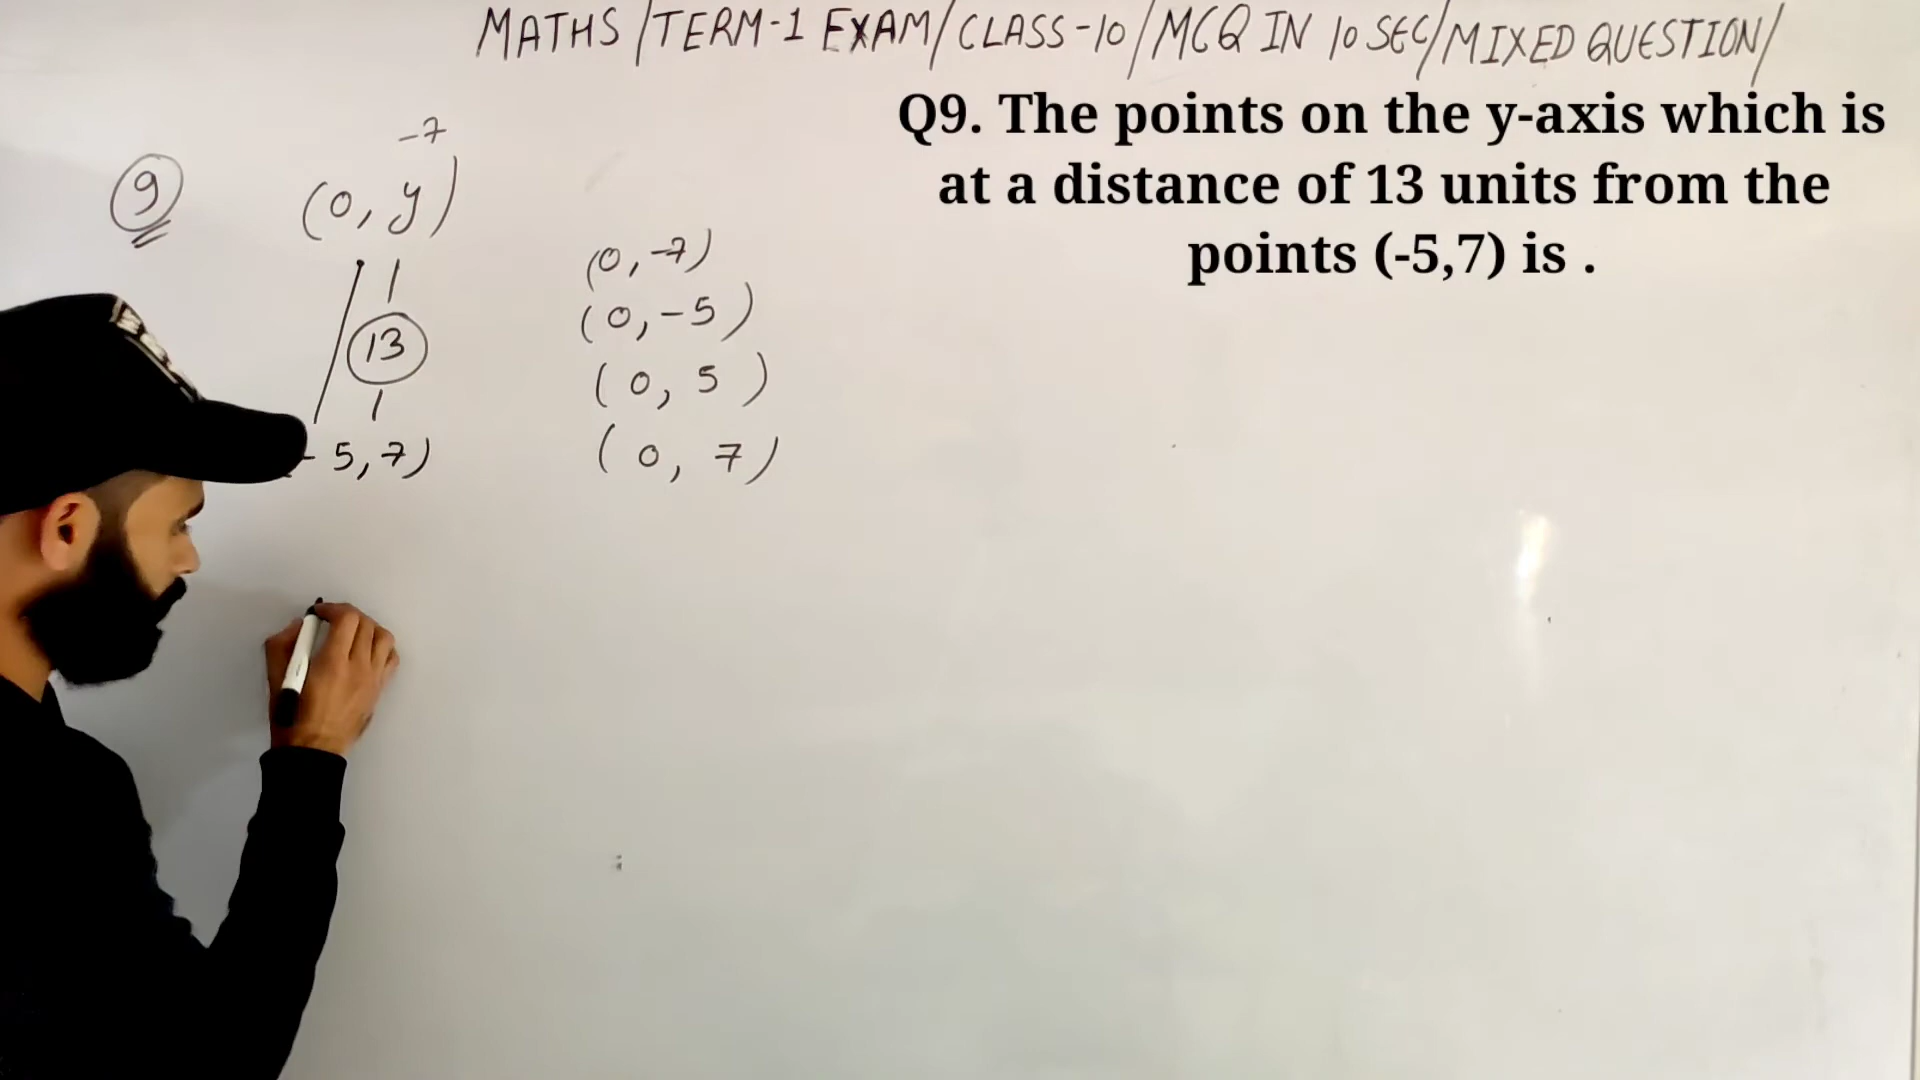 MATHS/TERM-1 EXAM/CLASS-10/MCQ IN 10 SEC/MIXED QUESTION/
Q9. The points on the y-axis which is
at a distance of 13 units from the
points (-5,7) is .
9
-7
(0, y)
13
- 5, 7)
(0, -7)
(0, -5)
(0, 5)
(0, 7)